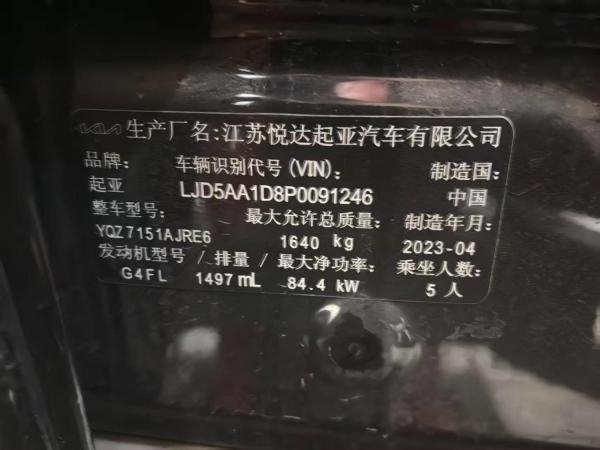 KIA 生产厂名:江苏悦达起亚汽车有限公司
品牌: 车辆识别代号(VIN): 制造国:
起亚 LJD5AA1D8P0091246 中国
整车型号: 最大允许总质量: 制造年月:
YQZ7151AJRE6 1640 kg 2023-04
发动机型号 / 排量 / 最大净功率: 乘坐人数:
G4FL 1497 mL 84.4 kW 5 人